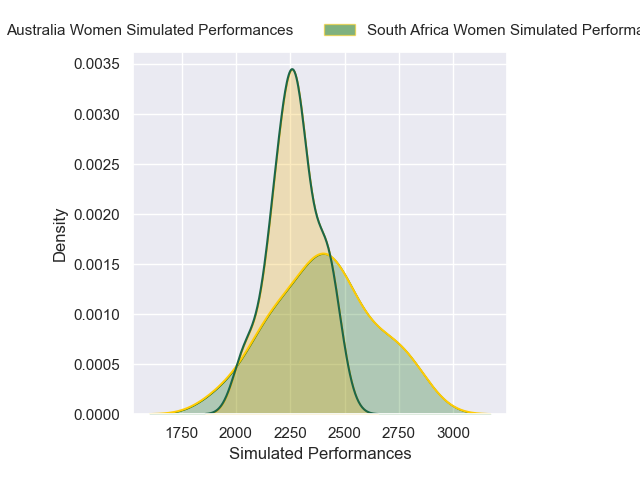 Australia Women Simulated Performances
South Africa Women Simulated Performa
0.0035
0.0030
0.0025
0.0020
0.0015
0.0010
0.0005
0.0000
Density
1750 2000 2250 2500 2750 3000
Simulated Performances